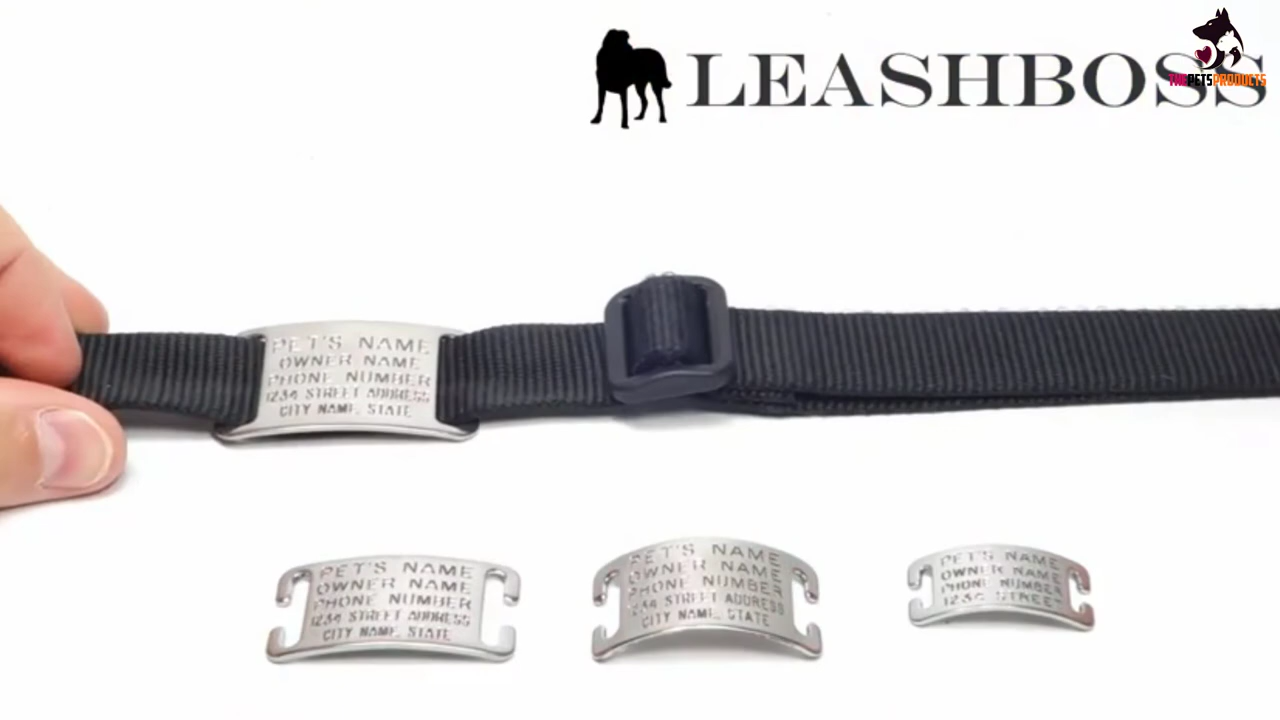 LEASHBOSS
THEPETSPRODUCTS
PET'S NAME
OWNER NAME
PHONE NUMBER
1234 STREET ADDRESS
CITY NAME, STATE
PET'S NAME
OWNER NAME
PHONE NUMBER
1234 STREET ADDRESS
CITY NAME, STATE
PET'S NAME
OWNER NAME
PHONE NUMBER
1234 STREET ADDRESS
CITY NAME, STATE
PET'S NAME
OWNER NAME
PHONE NUMBER
1234 STREET